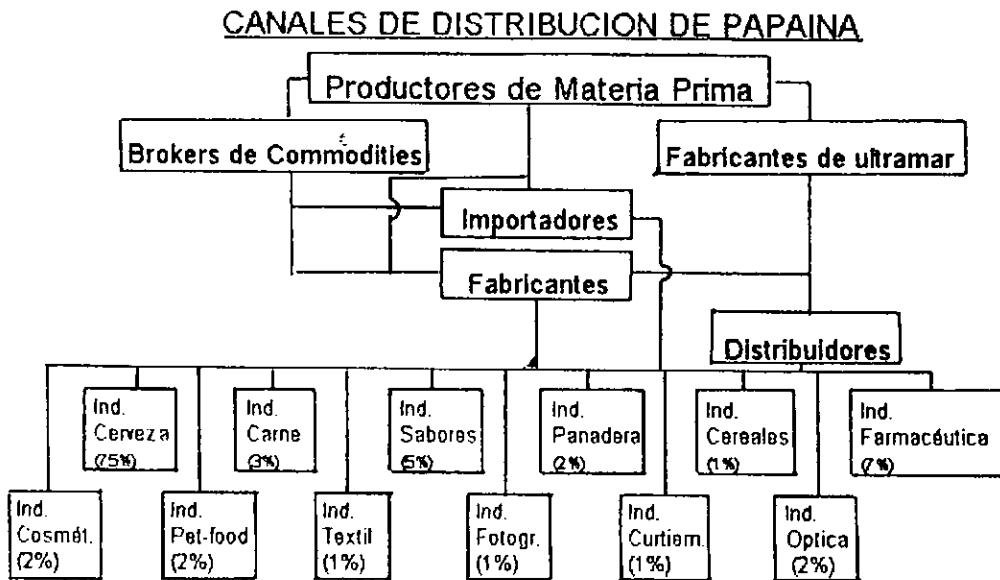 CANALES DE DISTRIBUCION DE PAPAINA
Productores de Materia Prima
Brokers de Commodities
Fabricantes de ultramar
Importadores
Fabricantes
Distribuidores
Ind.
Cerveza
(75%)
Ind.
Carne
(3%)
Ind.
Sabores
(5%)
Ind.
Panadera
(2%)
Ind.
Cereales
(1%)
Ind.
Farmacéutica
(7%)
Ind.
Cosmét.
(2%)
Ind.
Pet-food
(2%)
Ind.
Textil
(1%)
Ind.
Fotogr.
(1%)
Ind.
Curtiem.
(1%)
Ind.
Optica
(2%)